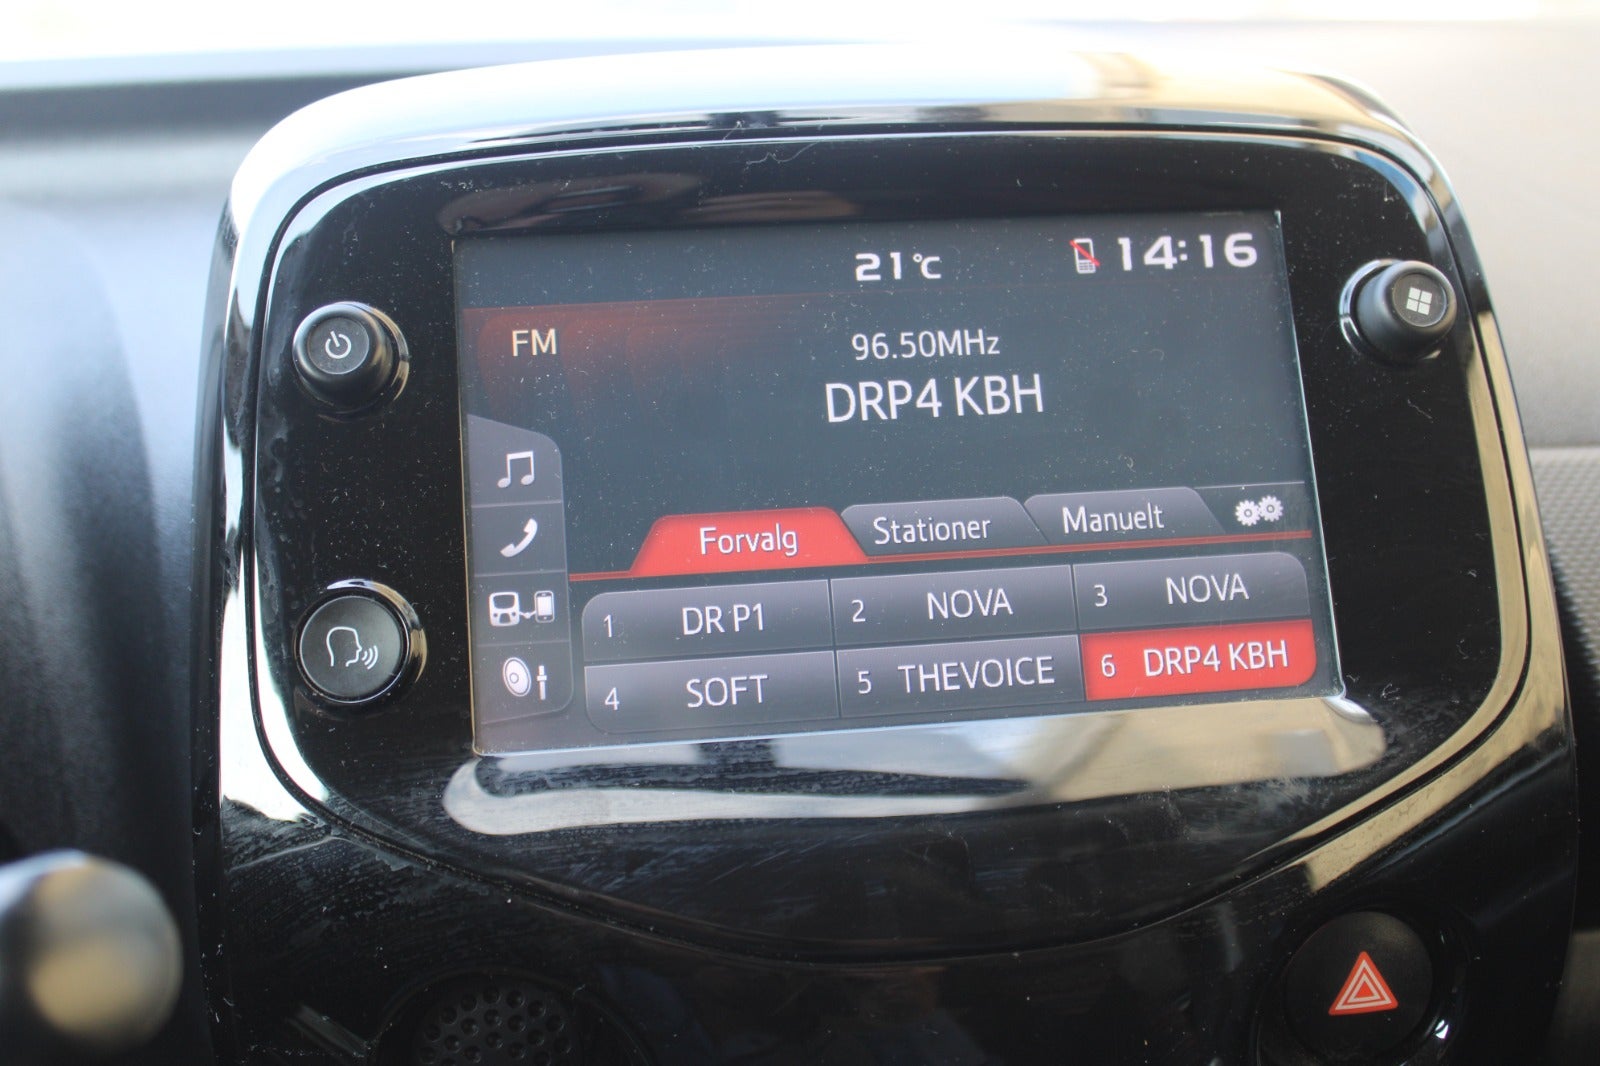 21°C 14:16
FM
96.50MHz
DRP4 KBH
Forvalg Stationer Manuelt
1 DR P1 2 NOVA 3 NOVA
4 SOFT 5 THEVOICE 6 DRP4 KBH